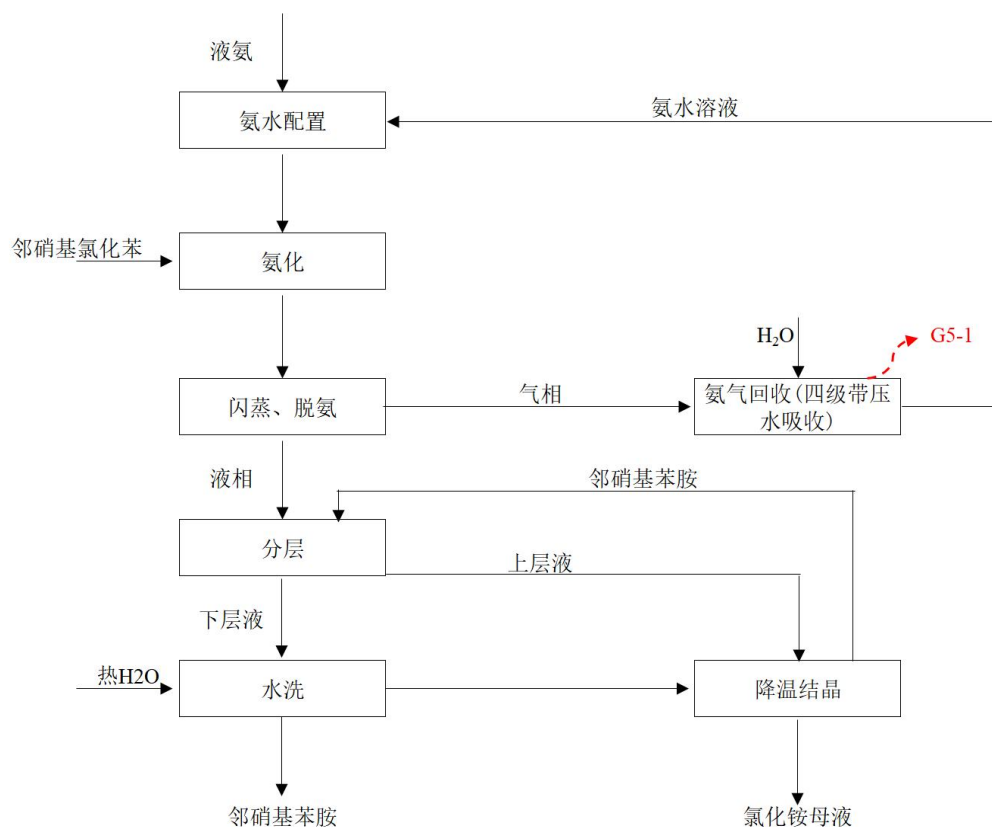 液氨
氨水配置
氨水溶液
邻硝基氯化苯
氨化
H₂O
G5-1
闪蒸、脱氨
气相
氨气回收(四级带压
水吸收)
液相
邻硝基苯胺
分层
上层液
下层液
热H2O
水洗
降温结晶
邻硝基苯胺
氯化铵母液